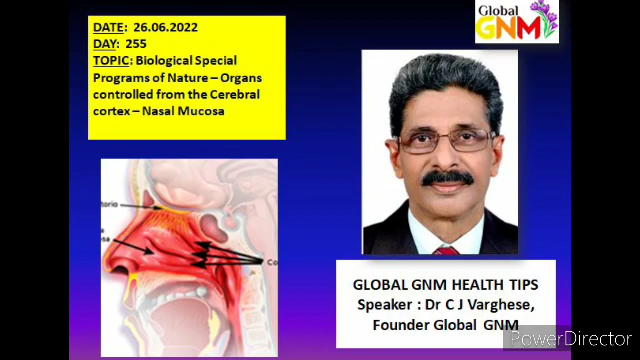 Global
GNM
DATE: 26.06.2022
DAY: 255
TOPIC: Biological Special
Programs of Nature – Organs
controlled from the Cerebral
cortex – Nasal Mucosa
GLOBAL GNM HEALTH TIPS
Speaker : Dr C J Varghese,
Founder Global GNM
PowerDirector